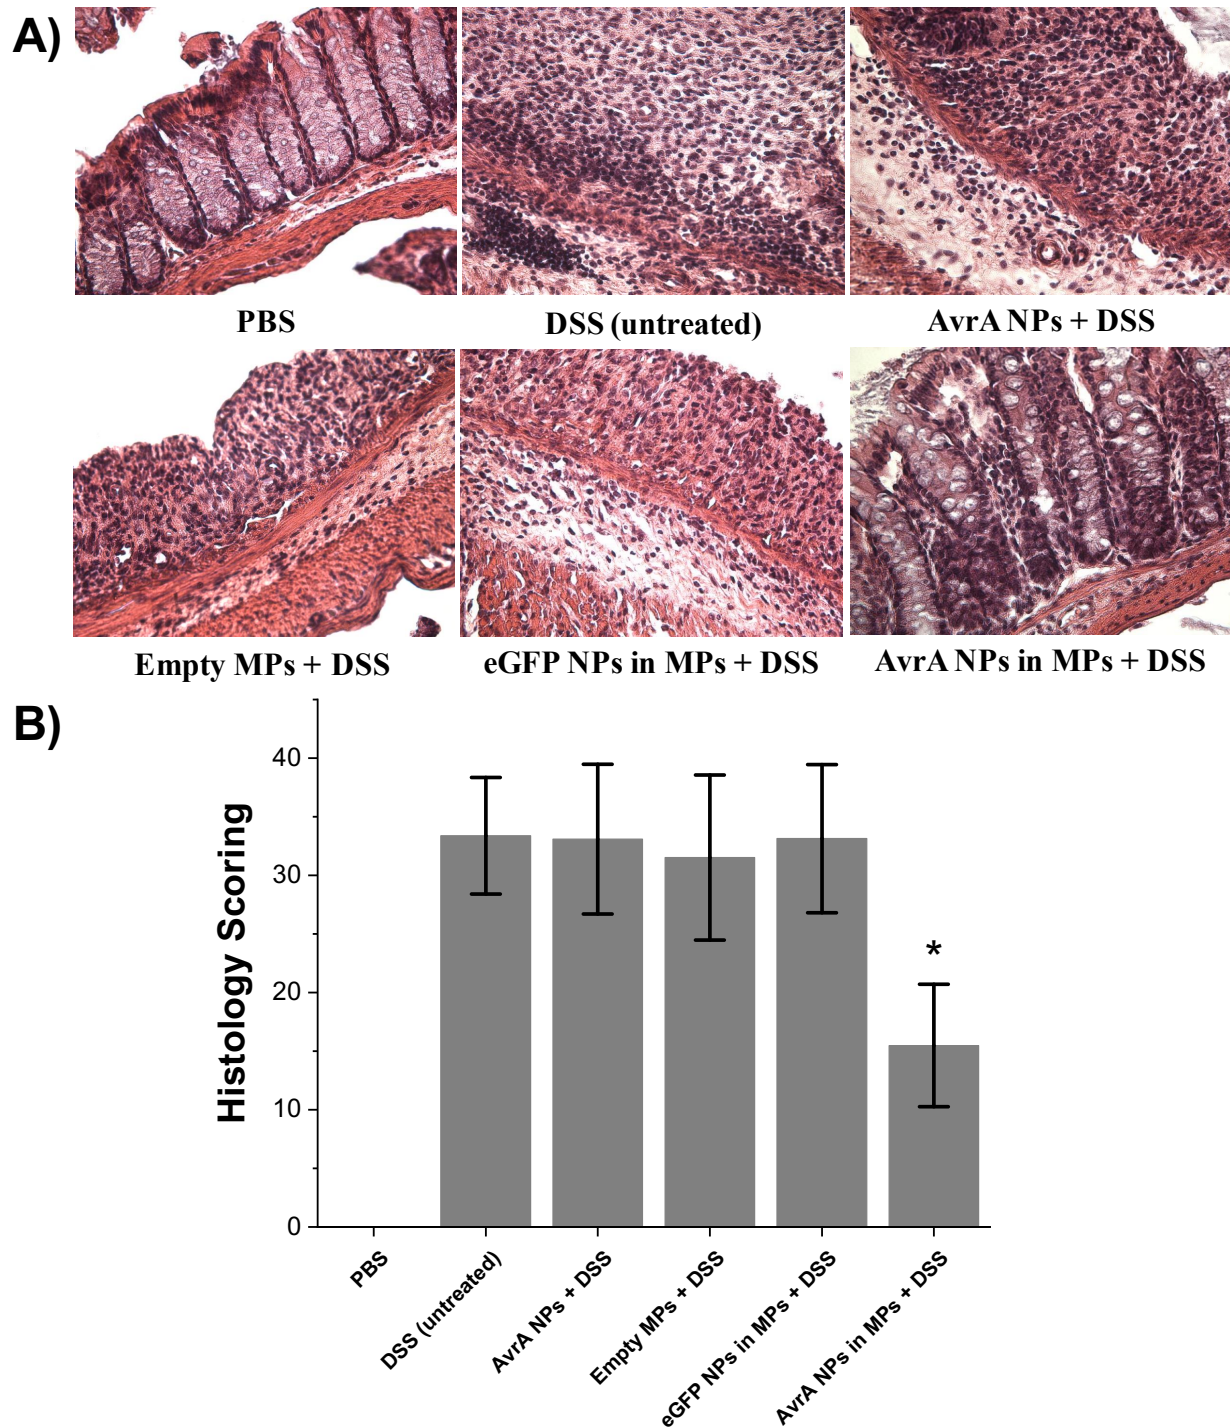 A)
PBS
DSS (untreated)
AvrA NPs + DSS
Empty MPs + DSS
eGFP NPs in MPs + DSS
AvrA NPs in MPs + DSS
B)
Histology Scoring
40
30
20
10
0
*
PBS
DSS (untreated)
AvrA NPs + DSS
Empty MPs + DSS
eGFP NPs in MPs + DSS
AvrA NPs in MPs + DSS